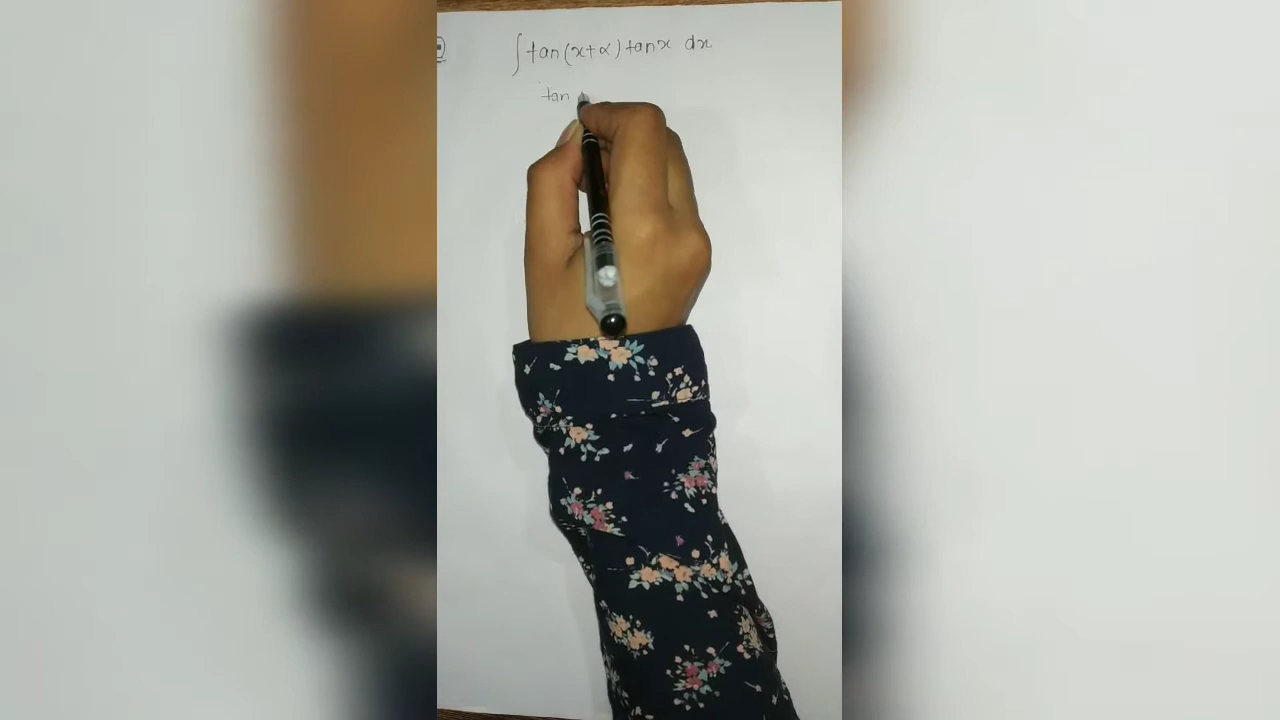 ∫ tan(x+α) tanx dx
tan